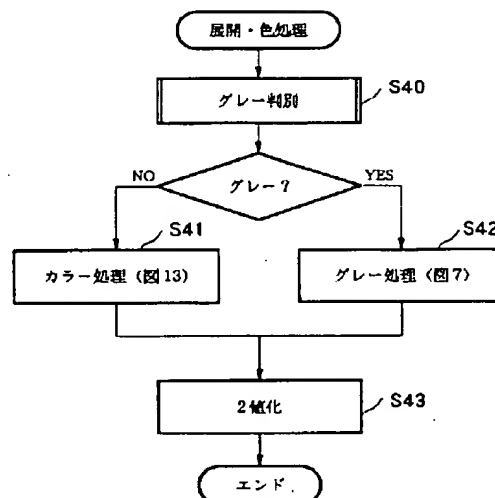 展開・色処理
グレー判別
S40
グレー?
NO
YES
S41
S42
カラー処理(図13)
グレー処理(図7)
2値化
S43
エンド